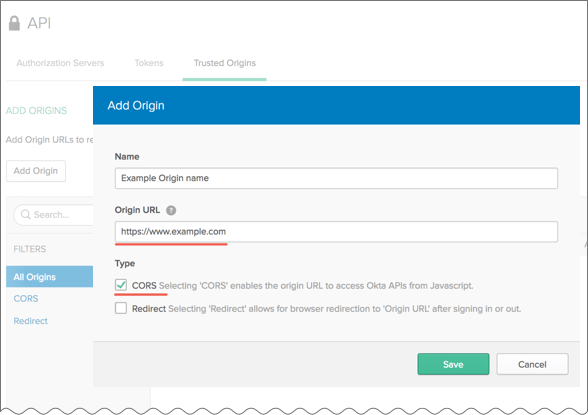 API
Authorization Servers Tokens Trusted Origins
ADD ORIGINS
Add Origin URLs to re
Add Origin
Search...
FILTERS
All Origins
CORS
Redirect
Add Origin
Name
Example Origin name
Origin URL ?
https://www.example.com
Type
CORS Selecting 'CORS' enables the origin URL to access Okta APIs from Javascript.
Redirect Selecting 'Redirect' allows for browser redirection to 'Origin URL' after signing in or out.
Save Cancel